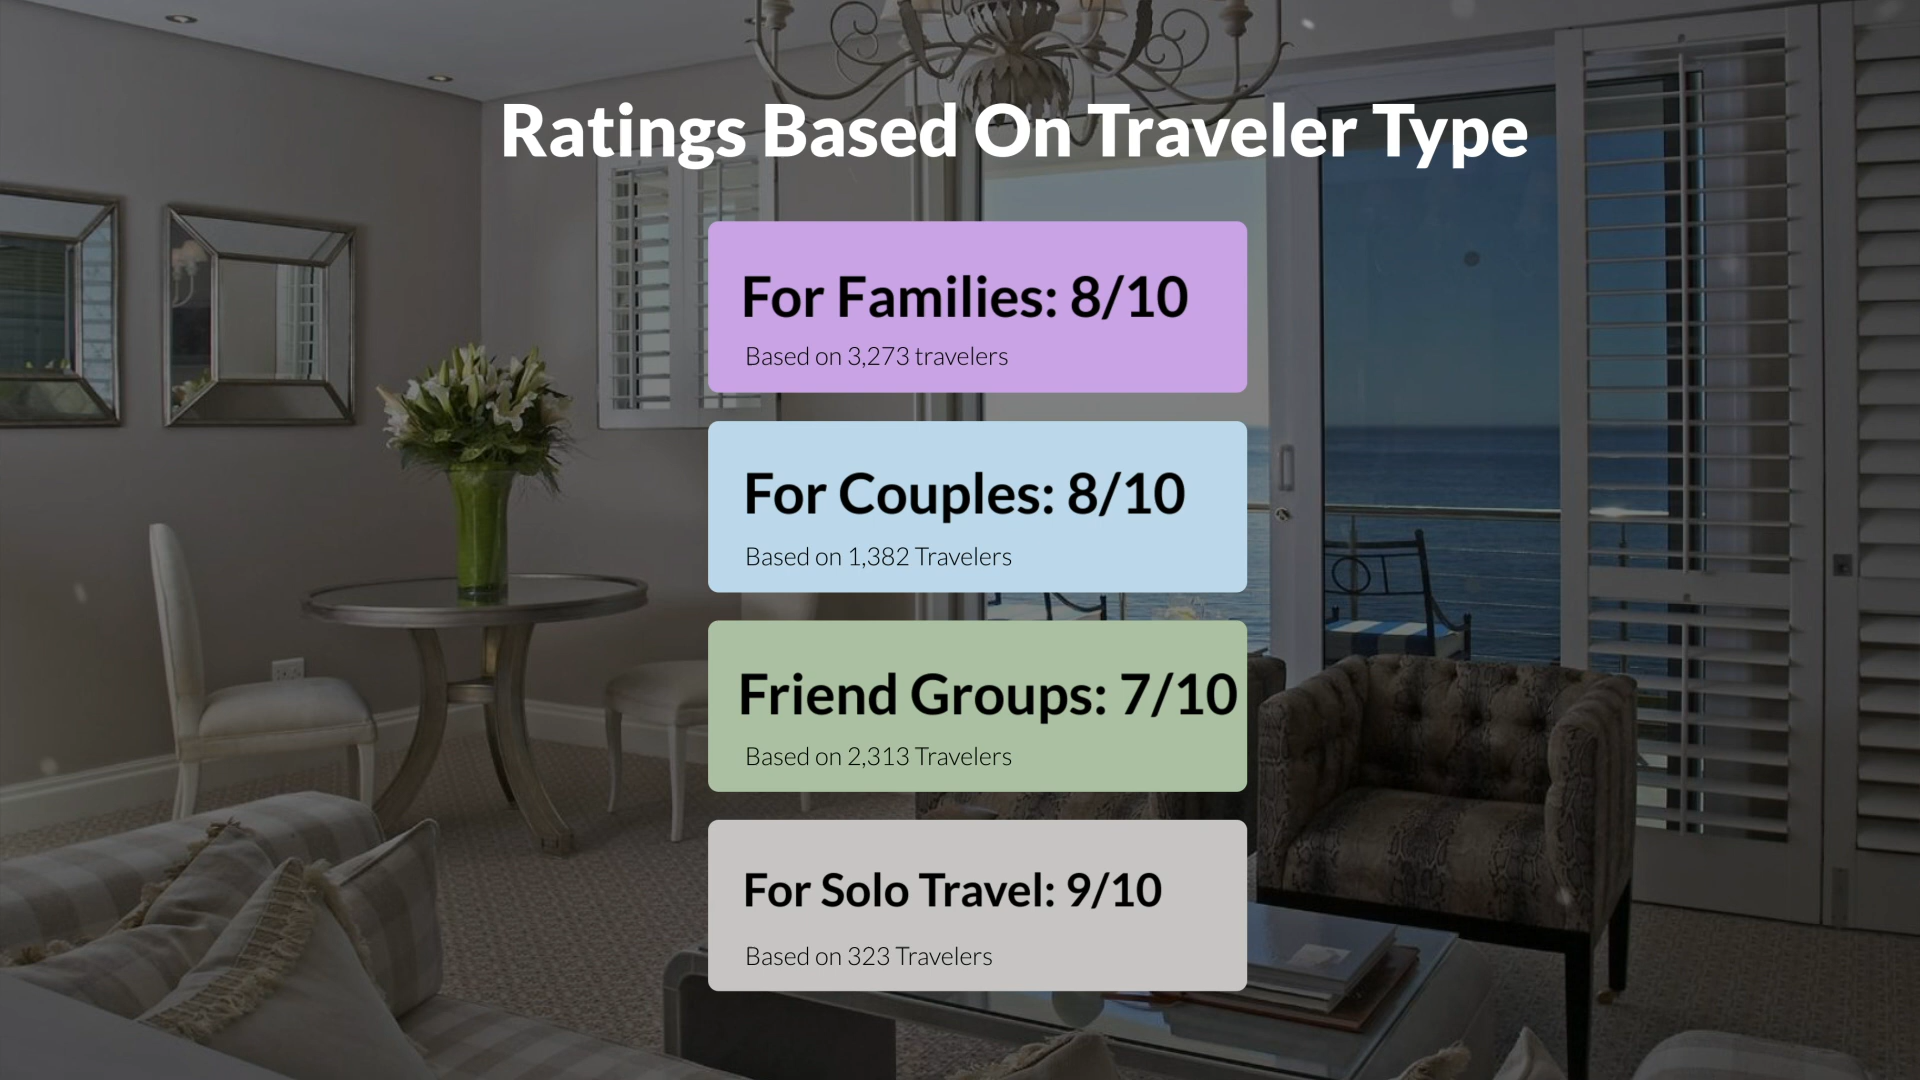 Ratings Based On Traveler Type
For Families: 8/10
Based on 3,273 travelers
For Couples: 8/10
Based on 1,382 Travelers
Friend Groups: 7/10
Based on 2,313 Travelers
For Solo Travel: 9/10
Based on 323 Travelers